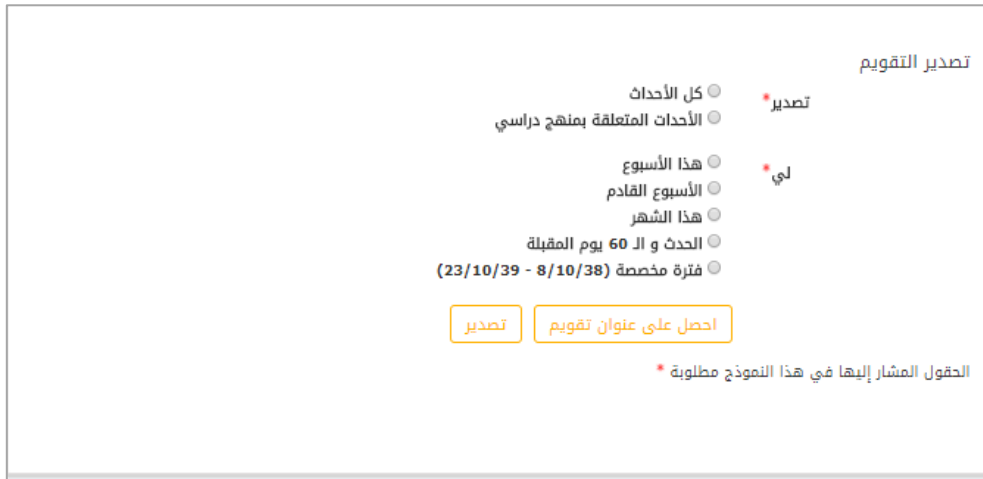 تصدير التقويم
تصدير*
كل الأحداث
الأحداث المتعلقة بمنهج دراسي
لي*
هذا الأسبوع
الأسبوع القادم
هذا الشهر
الحدث و الـ 60 يوم المقبلة
فترة مخصصة (8/10/38 - 23/10/39)
احصل على عنوان تقويم تصدير
الحقول المشار إليها في هذا النموذج مطلوبة *